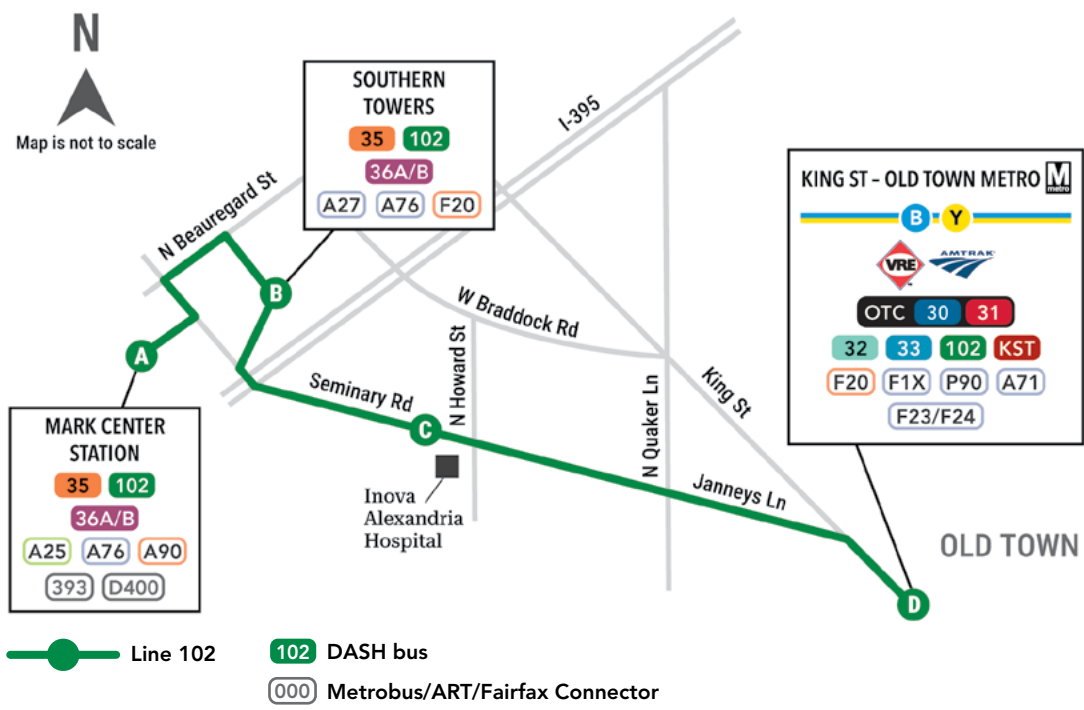 N
Map is not to scale
SOUTHERN
TOWERS
35 102
36A/B
A27 A76 F20
I-395
N Beauregard St
KING ST – OLD TOWN METRO M
metro
B Y
VRE AMTRAK
OTC 30 31
32 33 102 KST
F20 F1X P90 A71
F23/F24
B
A
W Braddock Rd
N Howard St
Seminary Rd
C
King St
N Quaker Ln
Janneys Ln
Inova
Alexandria
Hospital
MARK CENTER
STATION
35 102
36A/B
A25 A76 A90
393 D400
OLD TOWN
D
Line 102
102 DASH bus
000 Metrobus/ART/Fairfax Connector